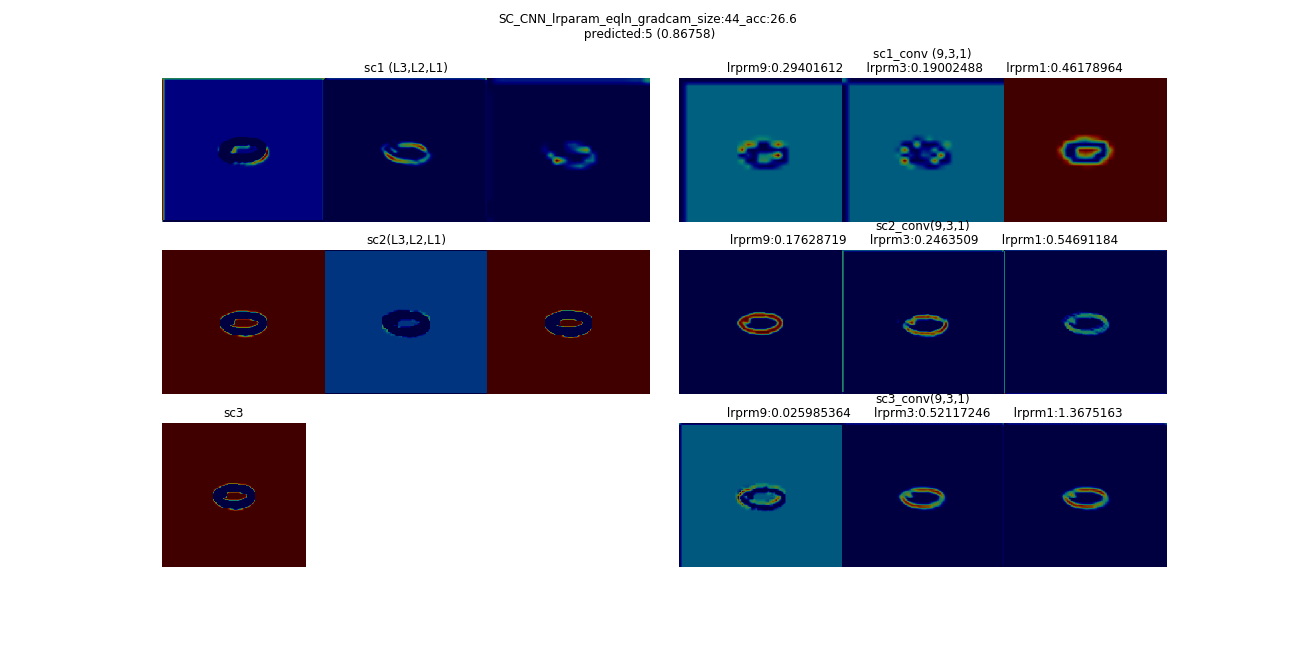 SC_CNN_lrparam_eqln_gradcam_size:44_acc:26.6
predicted:5 (0.86758)
sc1 (L3,L2,L1)
sc1_conv (9,3,1)
lrprm9:0.29401612 lrprm3:0.19002488 lrprm1:0.46178964
sc2(L3,L2,L1)
sc2_conv(9,3,1)
lrprm9:0.17628719 lrprm3:0.2463509 lrprm1:0.54691184
sc3
sc3_conv(9,3,1)
lrprm9:0.025985364 lrprm3:0.52117246 lrprm1:1.3675163